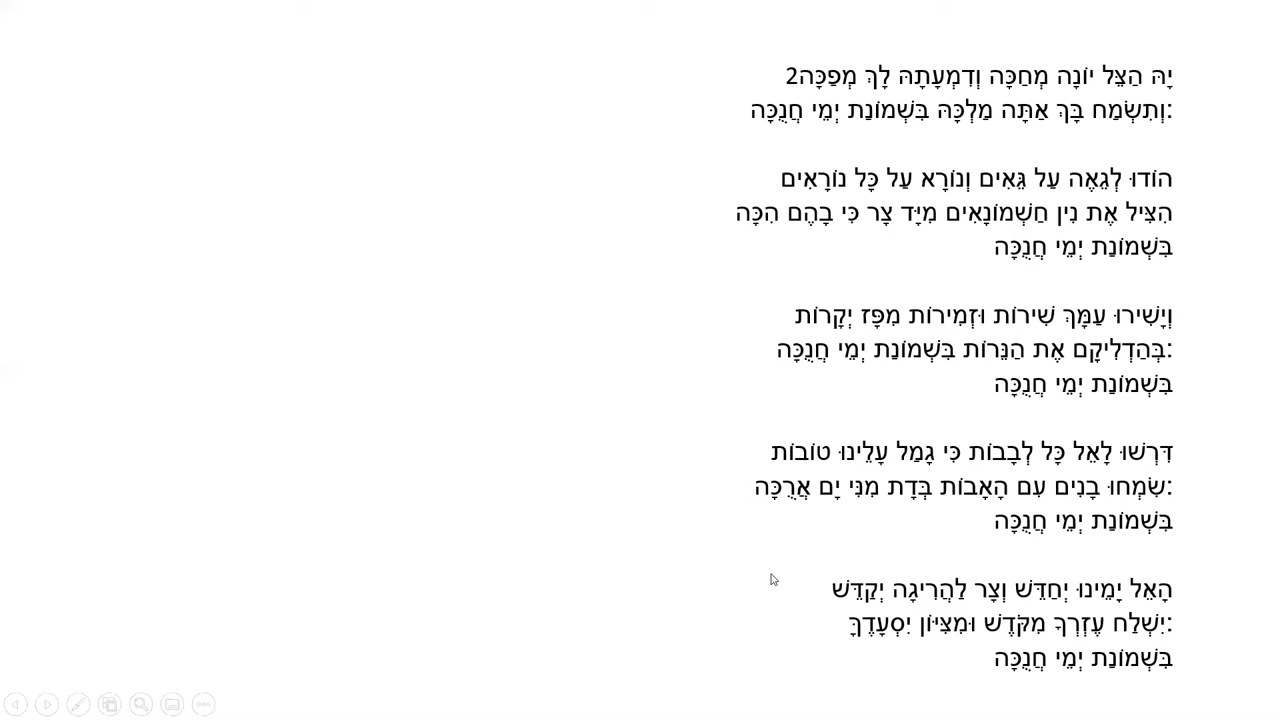 יָהּ הַצֵּל יוֹנָה מְחַכָּה וְדִמְעָתָהּ לָךְ מְפַכָּה2
:וְתִשְׂמַח בָּךְ אַתָּה מַלְכָּהּ בִּשְׁמוֹנַת יְמֵי חֲנֻכָּה
הוֹדוּ לְגֵאֶה עַל גֵּאִים וְנוֹרָא עַל כָּל נוֹרָאִים
הִצִּיל אֶת נִין חַשְׁמוֹנָאִים מִיָּד צָר כִּי בָהֶם הִכָּה
בִּשְׁמוֹנַת יְמֵי חֲנֻכָּה
וְיָשִׁירוּ עַמָּךְ שִׁירוֹת וּזְמִירוֹת מִפָּז יְקָרוֹת
:בְּהַדְלִיקָם אֶת הַנֵּרוֹת בִּשְׁמוֹנַת יְמֵי חֲנֻכָּה
בִּשְׁמוֹנַת יְמֵי חֲנֻכָּה
דִּרְשׁוּ לָאֵל כָּל לְבָבוֹת כִּי גָמַל עָלֵינוּ טוֹבוֹת
:שִׂמְחוּ בָנִים עִם הָאָבוֹת בְּדָת מִנִּי יָם אֲרֻכָּה
בִּשְׁמוֹנַת יְמֵי חֲנֻכָּה
הָאֵל יָמֵינוּ יְחַדֵּשׁ וְצָר לַהֲרִיגָה יְקַדֵּשׁ
:יִשְׁלַח עֶזְרְךָ מִקֹּדֶשׁ וּמִצִּיּוֹן יִסְעָדֶךָּ
בִּשְׁמוֹנַת יְמֵי חֲנֻכָּה